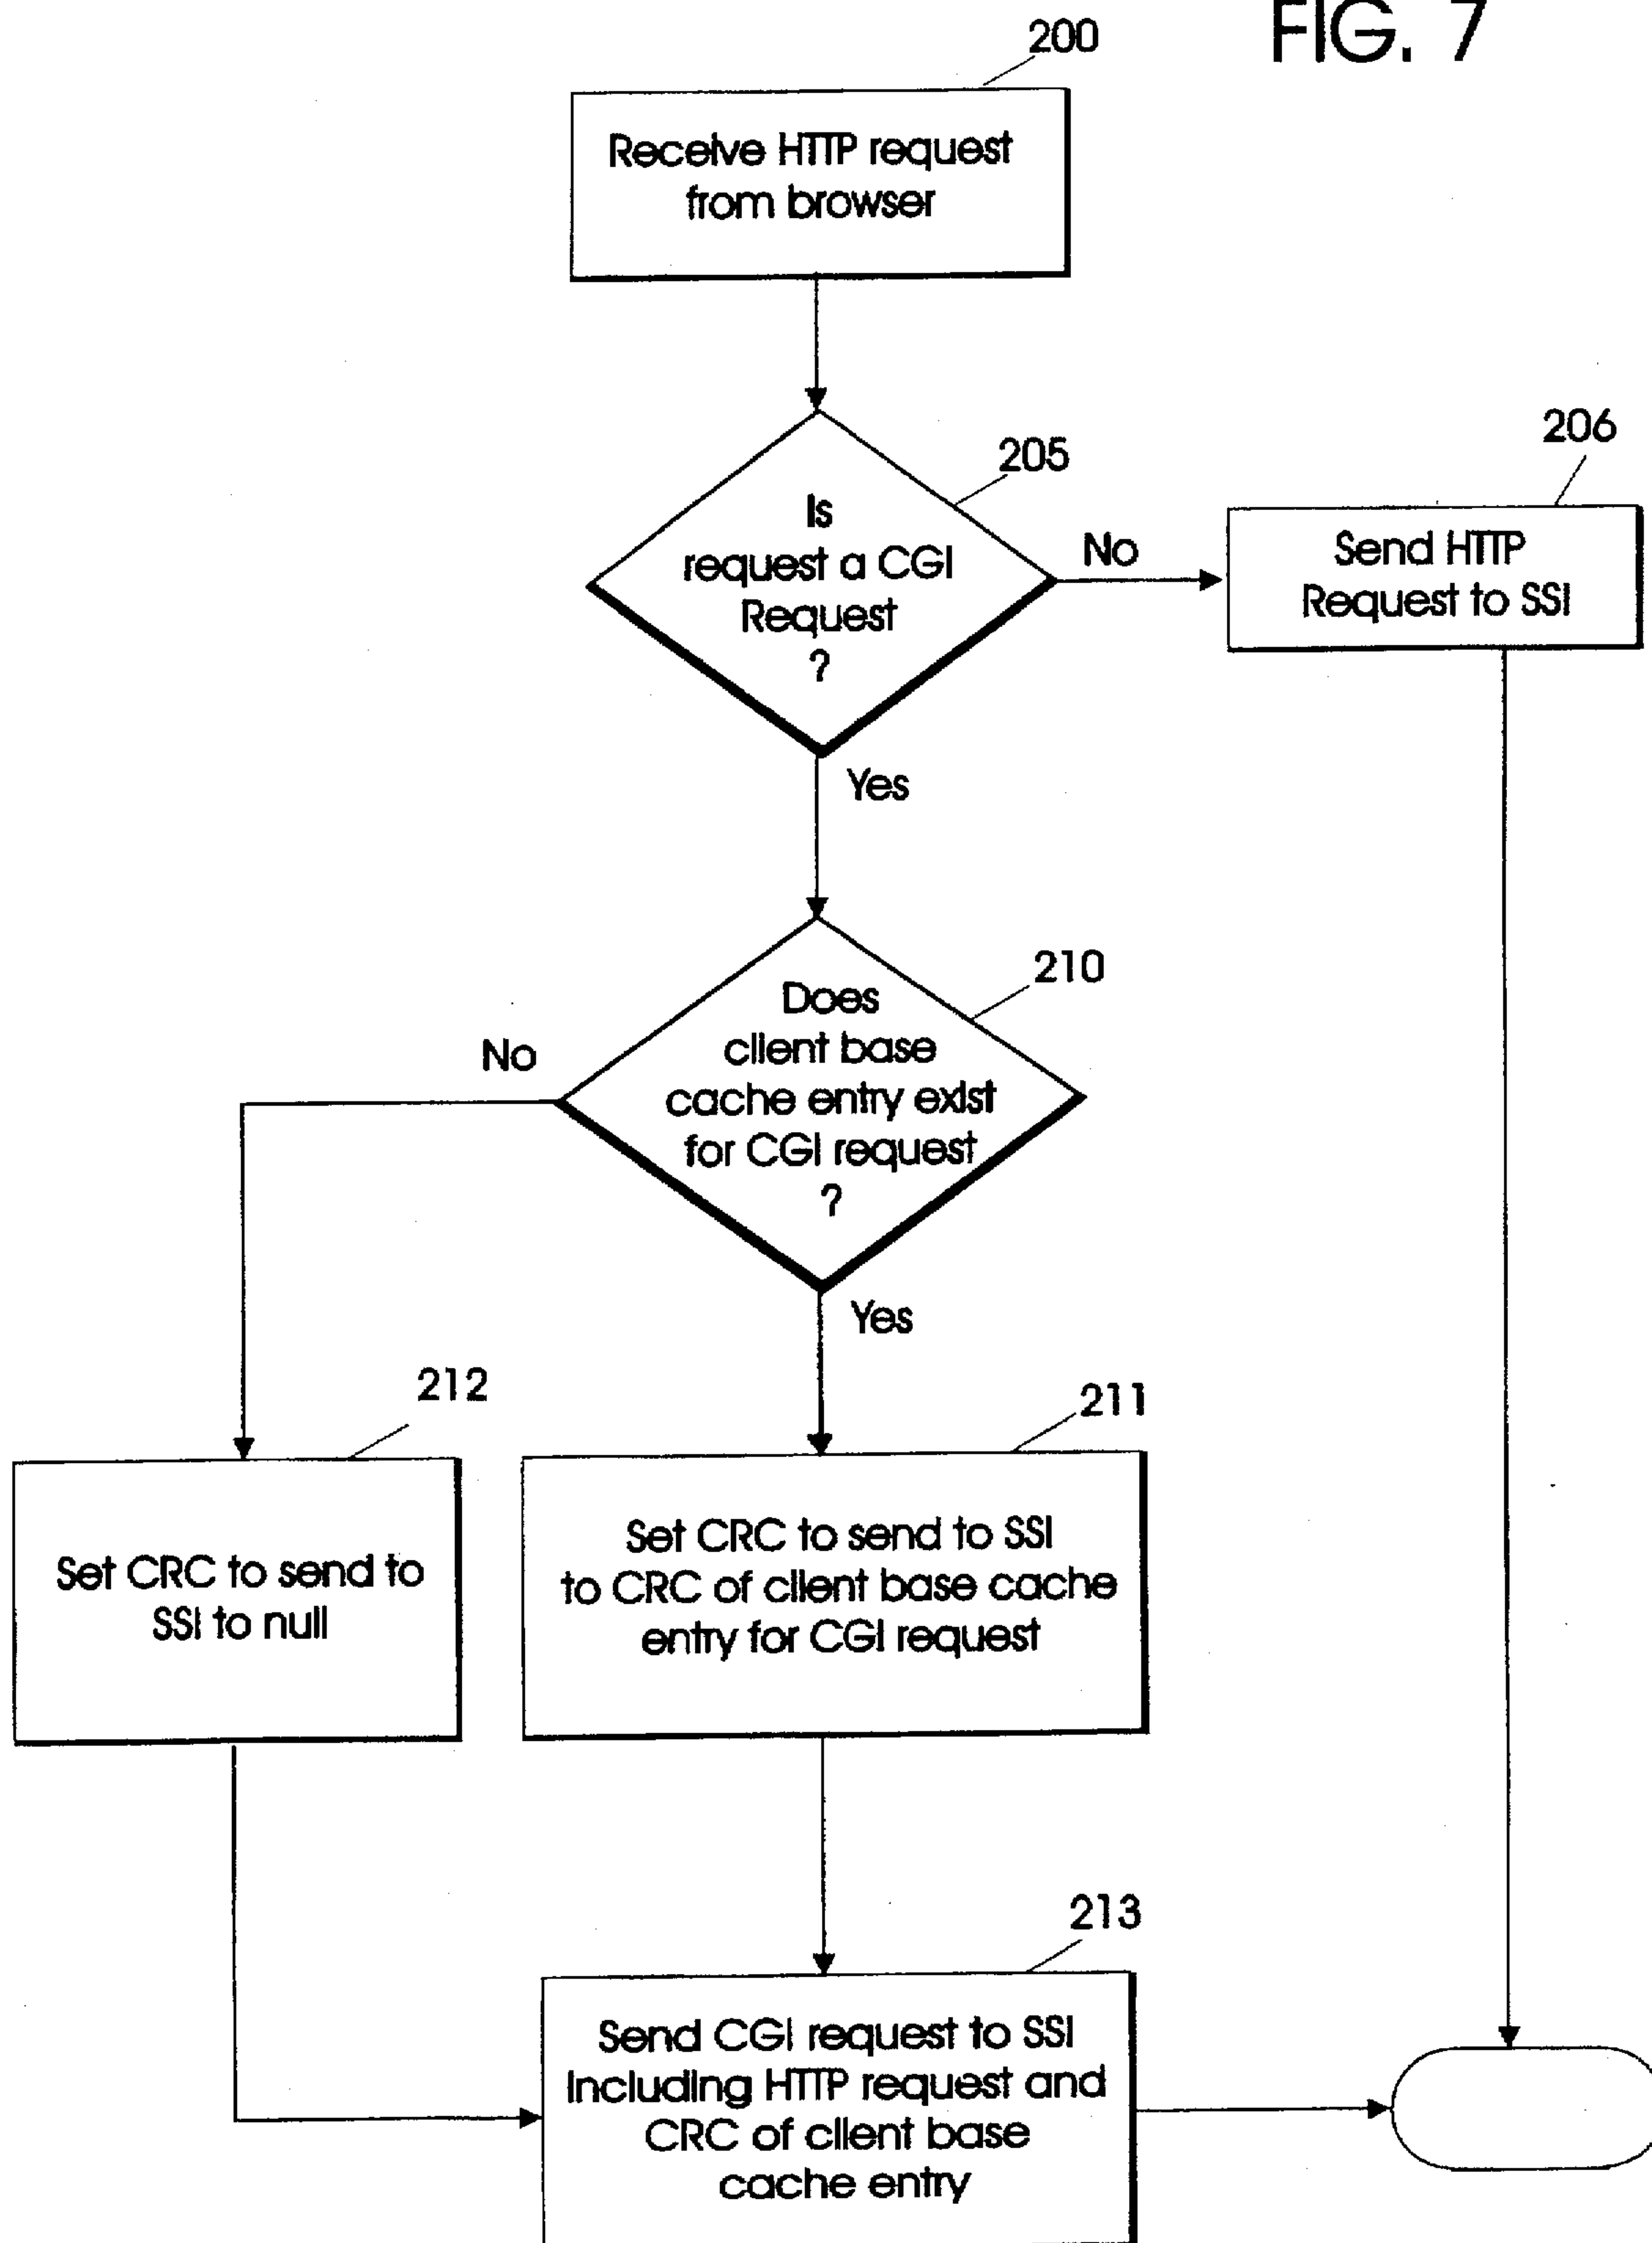 FIG. 7
200
Receive HTTP request
from browser
205
Is
request a CGI
Request
?
No
206
Send HTTP
Request to SSI
Yes
210
Does
client base
cache entry exist
for CGI request
?
No
Yes
212
Set CRC to send to
SSI to null
211
Set CRC to send to SSI
to CRC of client base cache
entry for CGI request
213
Send CGI request to SSI
Including HTTP request and
CRC of client base
cache entry